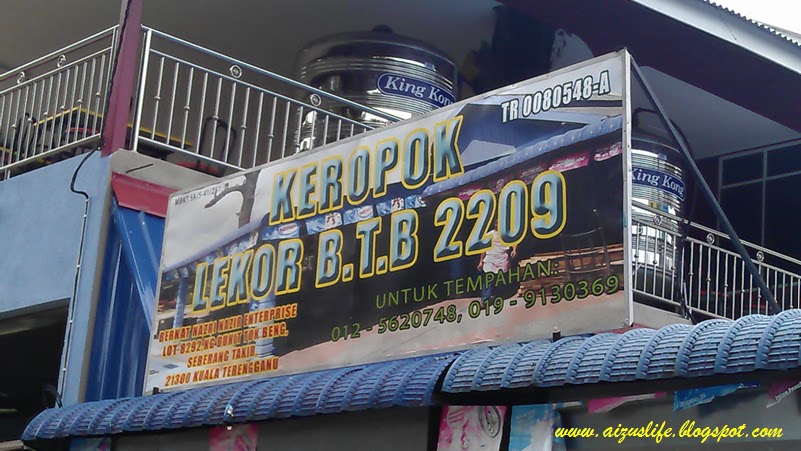 King Kong
TR 0080548-A
King Kong
KEROPOK
LEKOR B.T.B 2209
UNTUK TEMPAHAN:
012 - 5620748, 019 - 9130369
BERKAT NAZRI NAZIR ENTERPRISE
LOT 8292 KG BUKIT TOK BENG,
SEBERANG TAKIR
21300 KUALA TERENGGANU
www.aizuslife.blogspot.com